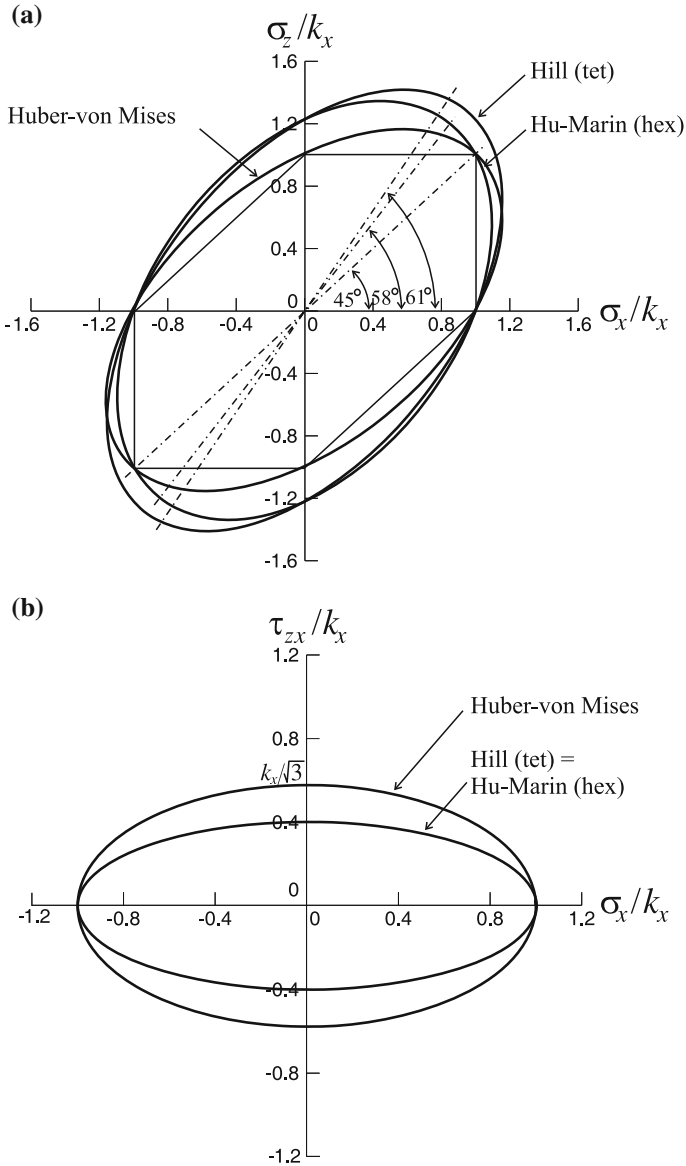 (a)
σz/kx
1.6
Hill (tet)
Huber-von Mises
1.2
Hu-Marin (hex)
0.8
0.4
0
45° 58° 61°
-1.6 -1.2 -0.8 -0.4 0 0.4 0.8 1.2 1.6
σx/kx
-0.4
-0.8
-1.2
-1.6
(b)
τzx/kx
1.2
Huber-von Mises
0.8
Hill (tet) =
Hu-Marin (hex)
kx/√3
0.4
0
-1.2 -0.8 -0.4 0 0.4 0.8 1.2
σx/kx
-0.4
-0.8
-1.2